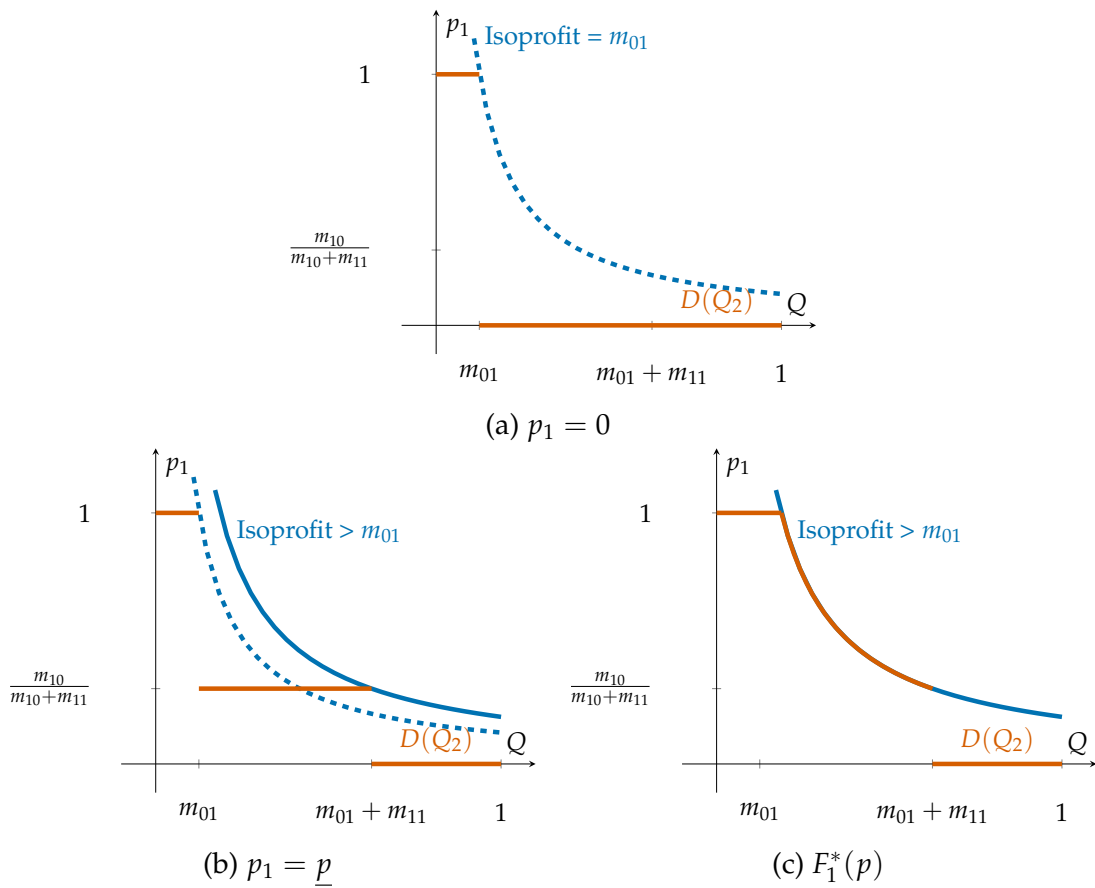 p₁
Isoprofit = m₀₁
1
m₁₀
m₁₀+m₁₁
D(Q₂)
Q
m₀₁
m₀₁ + m₁₁
1
(a) p₁ = 0
p₁
1
Isoprofit > m₀₁
m₁₀
m₁₀+m₁₁
D(Q₂)
Q
m₀₁
m₀₁ + m₁₁
1
(b) p₁ = p̲
p₁
1
Isoprofit > m₀₁
m₁₀
m₁₀+m₁₁
D(Q₂)
Q
m₀₁
m₀₁ + m₁₁
1
(c) F₁*(p)